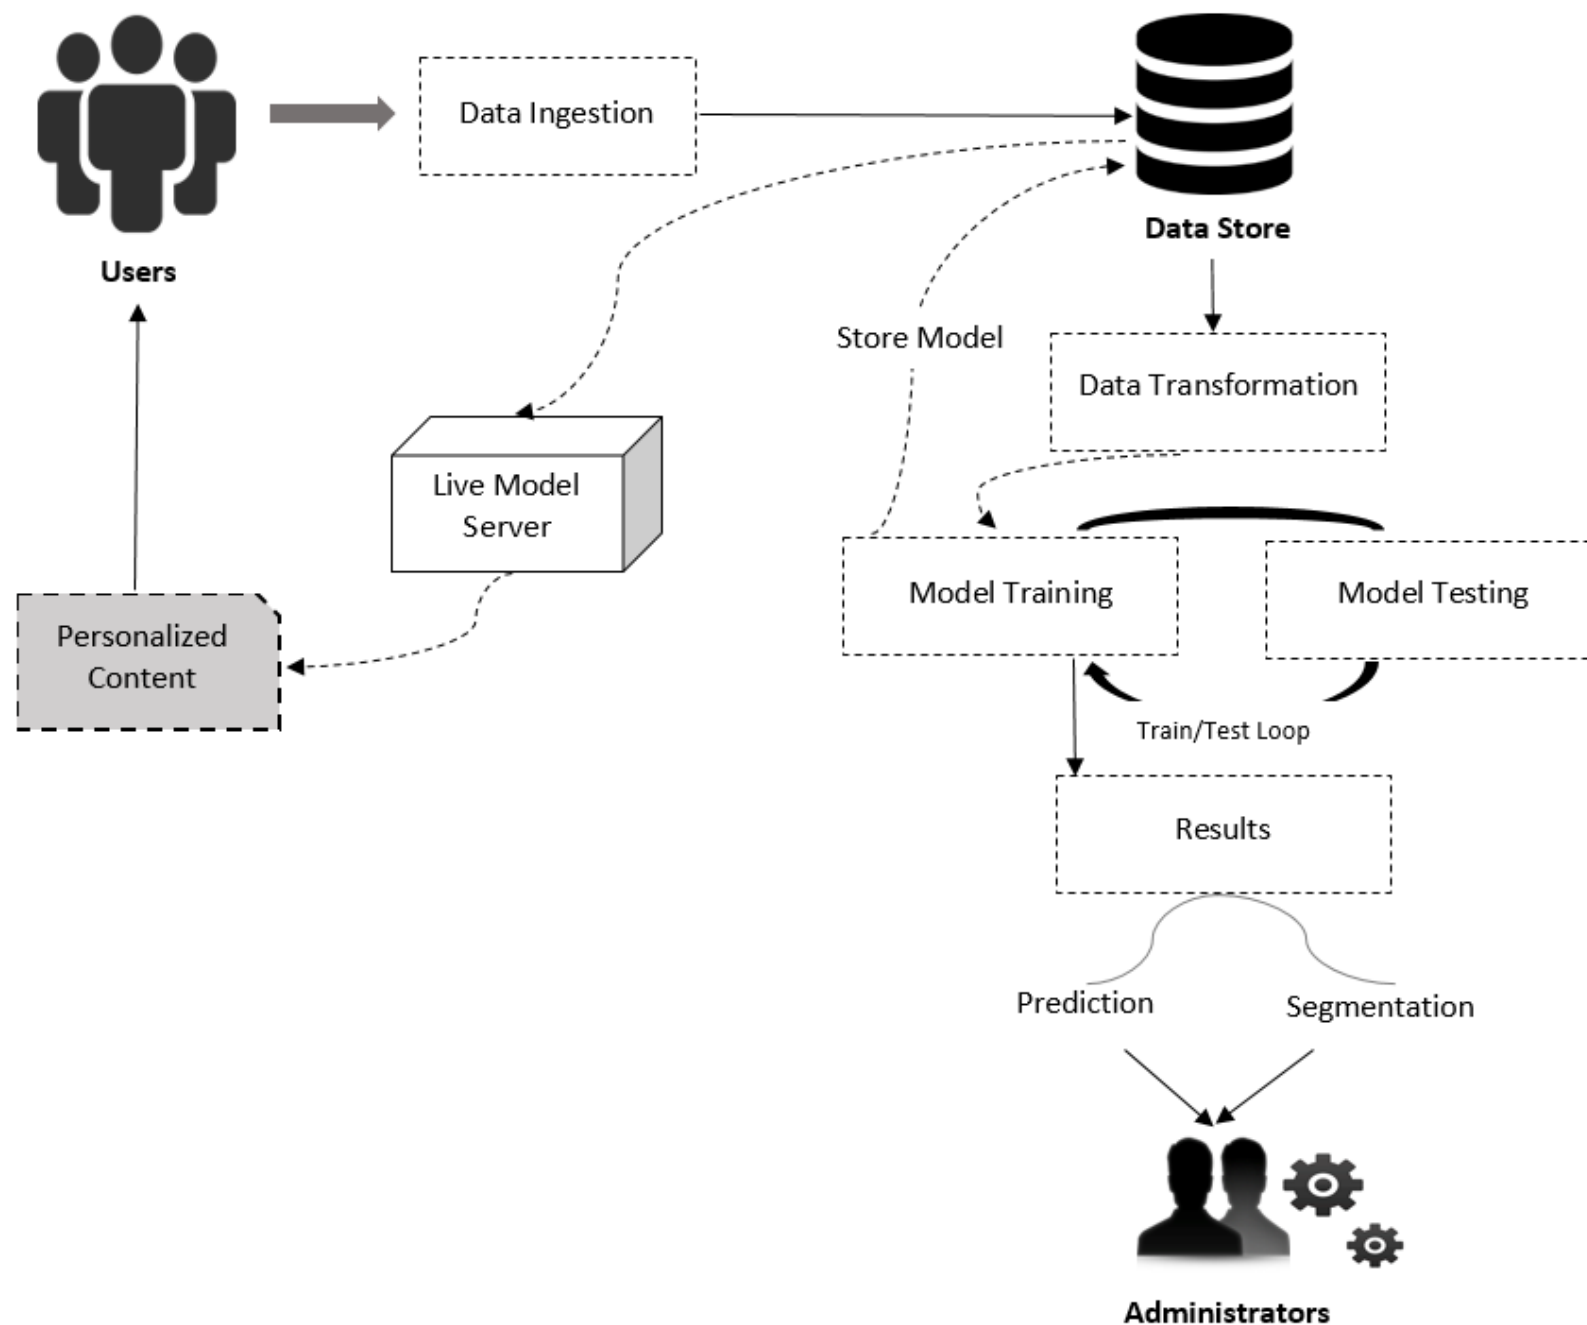 Data Ingestion
Data Store
Users
Store Model
Data Transformation
Live Model
Server
Model Training
Model Testing
Personalized
Content
Train/Test Loop
Results
Prediction
Segmentation
Administrators